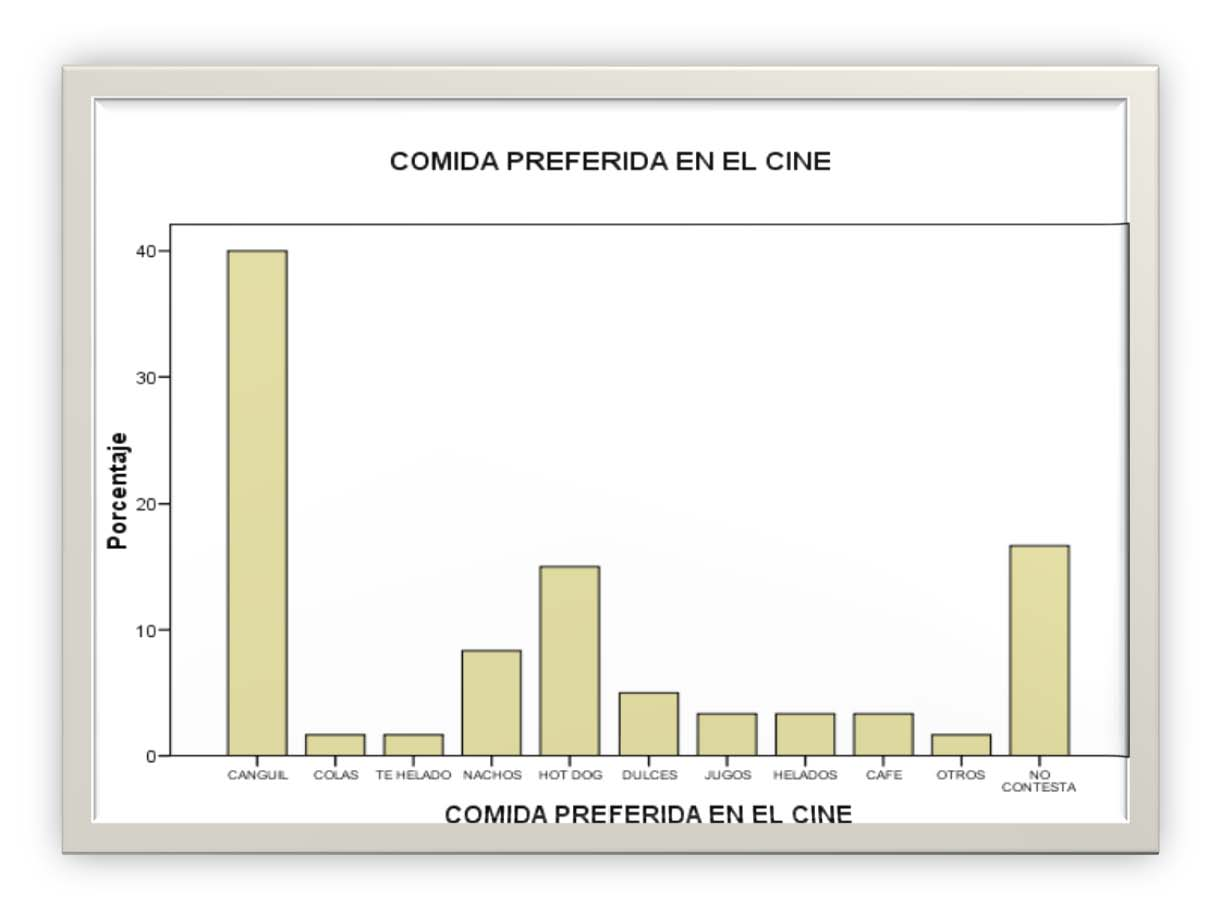 COMIDA PREFERIDA EN EL CINE
40
30
20
10
0
Porcentaje
CANGUIL COLAS TE HELADO NACHOS HOT DOG DULCES JUGOS HELADOS CAFE OTROS NO CONTESTA
COMIDA PREFERIDA EN EL CINE